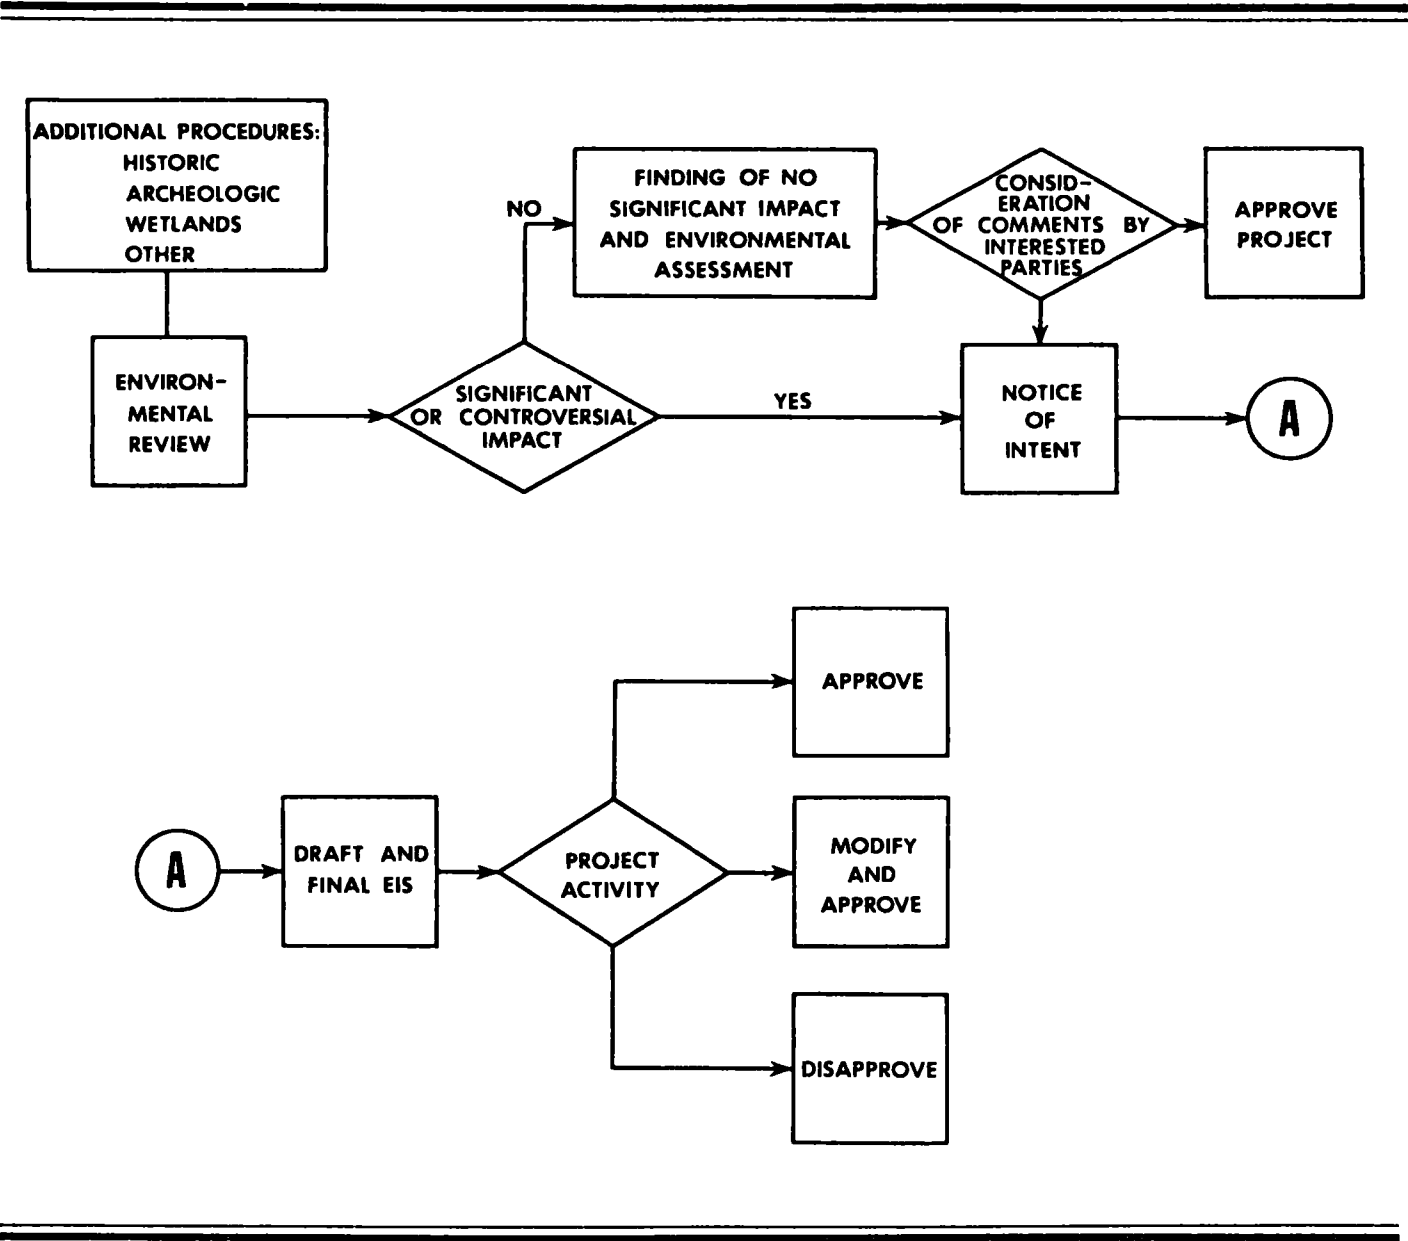 ADDITIONAL PROCEDURES:
HISTORIC
ARCHEOLOGIC
WETLANDS
OTHER
ENVIRON-
MENTAL
REVIEW
SIGNIFICANT
OR CONTROVERSIAL
IMPACT
NO
FINDING OF NO
SIGNIFICANT IMPACT
AND ENVIRONMENTAL
ASSESSMENT
CONSID-
ERATION
OF COMMENTS BY
INTERESTED
PARTIES
APPROVE
PROJECT
YES
NOTICE
OF
INTENT
A
A
DRAFT AND
FINAL EIS
PROJECT
ACTIVITY
APPROVE
MODIFY
AND
APPROVE
DISAPPROVE